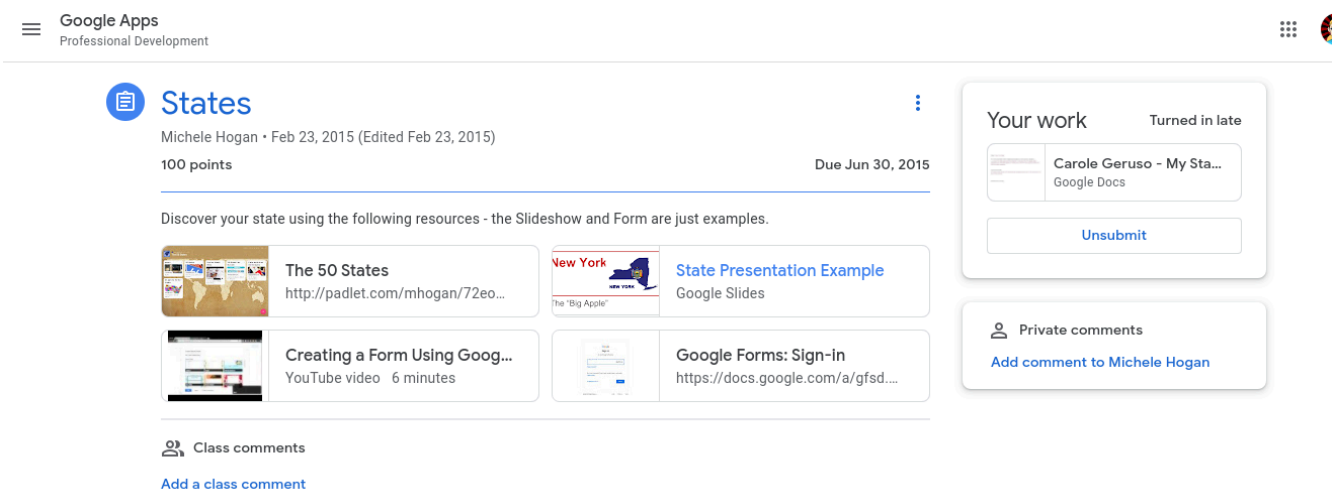 Google Apps
Professional Development
States
Michele Hogan • Feb 23, 2015 (Edited Feb 23, 2015)
100 points
Due Jun 30, 2015
Discover your state using the following resources - the Slideshow and Form are just examples.
The 50 States
http://padlet.com/mhogan/72eo...
New York
NEW YORK
The "Big Apple"
State Presentation Example
Google Slides
Creating a Form Using Goog...
YouTube video 6 minutes
Google Forms: Sign-in
https://docs.google.com/a/gfsd....
Class comments
Add a class comment
Your work
Turned in late
Carole Geruso - My Sta...
Google Docs
Unsubmit
Private comments
Add comment to Michele Hogan